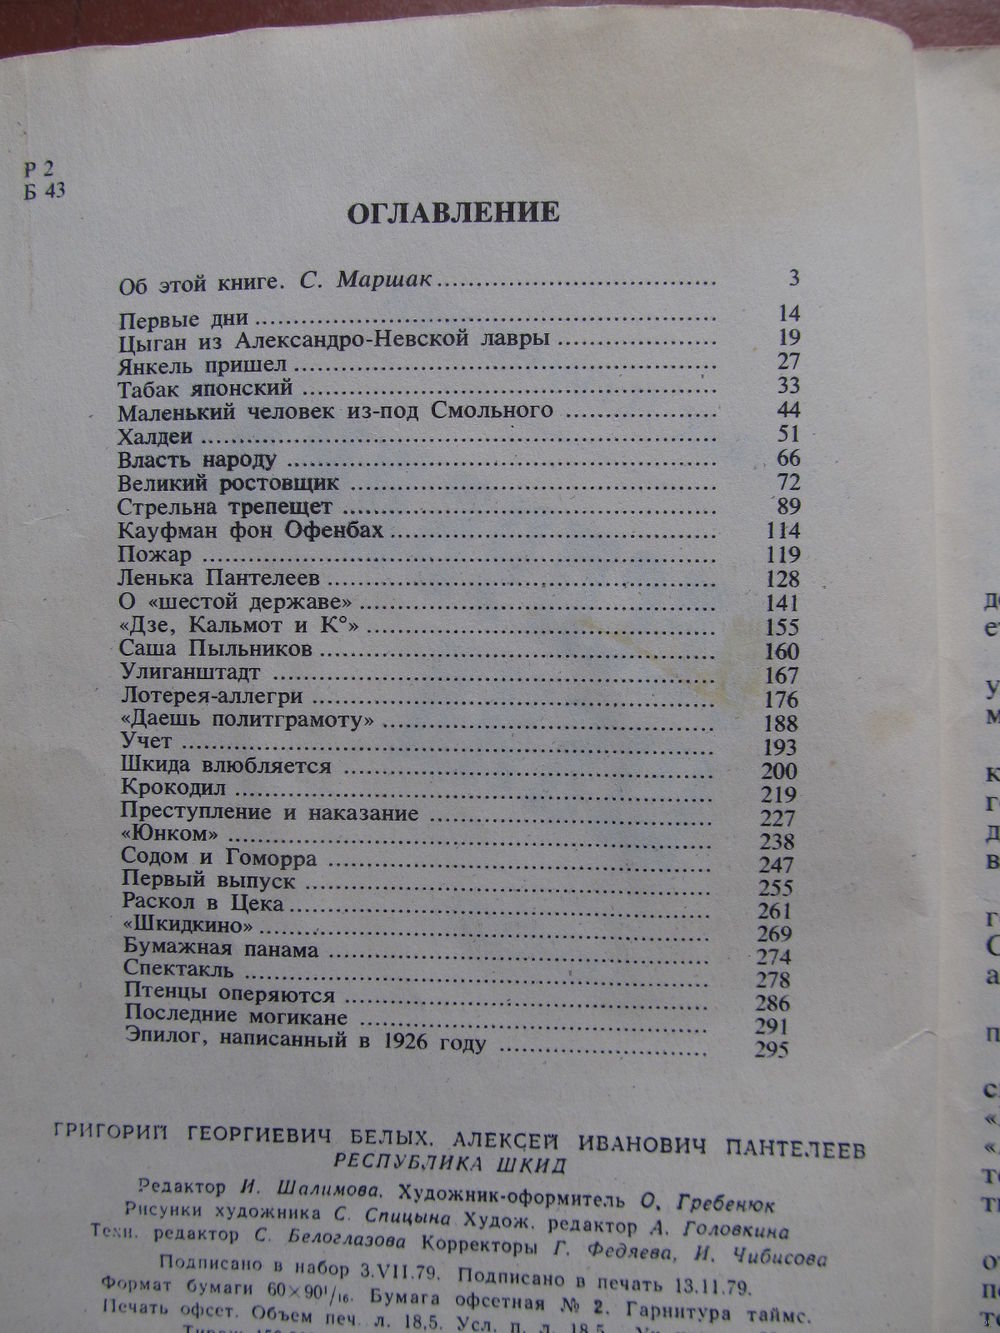 Р 2
Б 43
ОГЛАВЛЕНИЕ
Об этой книге. С. Маршак ........ 3
Первые дни ........ 14
Цыган из Александро-Невской лавры ........ 19
Янкель пришел ........ 27
Табак японский ........ 33
Маленький человек из-под Смольного ........ 44
Халдеи ........ 51
Власть народу ........ 66
Великий ростовщик ........ 72
Стрельна трепещет ........ 89
Кауфман фон Офенбах ........ 114
Пожар ........ 119
Ленька Пантелеев ........ 128
О «шестой державе» ........ 141
«Дзе, Кальмот и К°» ........ 155
Саша Пыльников ........ 160
Улиганштадт ........ 167
Лотерея-аллегри ........ 176
«Даешь политграмоту» ........ 188
Учет ........ 193
Шкида влюбляется ........ 200
Крокодил ........ 219
Преступление и наказание ........ 227
«Юнком» ........ 238
Содом и Гоморра ........ 247
Первый выпуск ........ 255
Раскол в Цека ........ 261
«Шкидкино» ........ 269
Бумажная панама ........ 274
Спектакль ........ 278
Птенцы оперяются ........ 286
Последние могикане ........ 291
Эпилог, написанный в 1926 году ........ 295
ГРИГОРИЙ ГЕОРГИЕВИЧ БЕЛЫХ, АЛЕКСЕЙ ИВАНОВИЧ ПАНТЕЛЕЕВ
РЕСПУБЛИКА ШКИД
Редактор И. Шалимова. Художник-оформитель О. Гребенюк
Рисунки художника С. Спицына Худож. редактор А. Головкина
Техн. редактор С. Белоглазова Корректоры Г. Федяева, И. Чибисова
Подписано в набор 3.VII.79. Подписано в печать 13.11.79.
Формат бумаги 60×90 1/16. Бумага офсетная № 2. Гарнитура таймс.
Печать офсет. Объем печ. л. 18,5. Усл. п. л. 18,5.